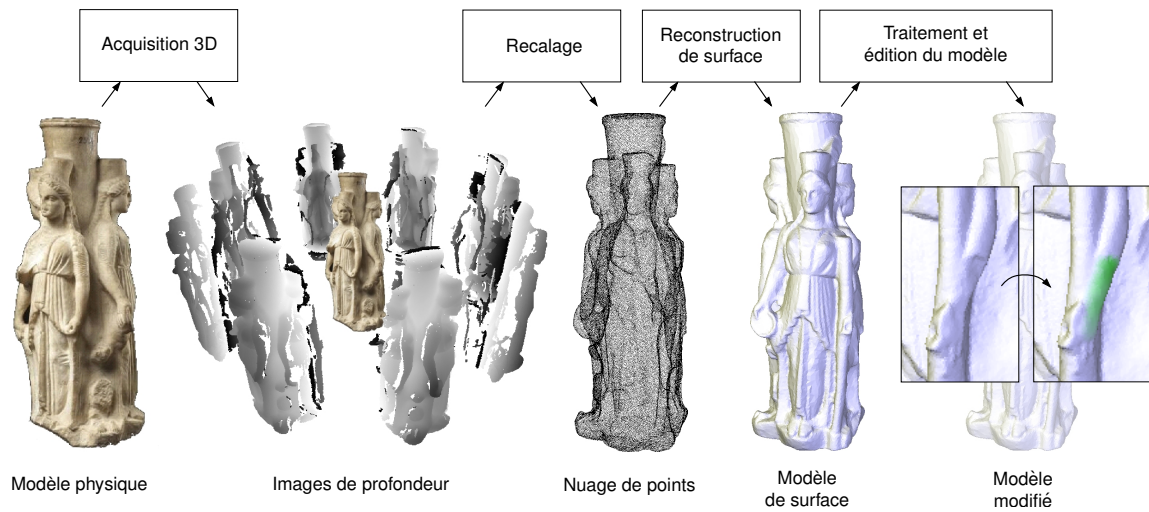 Acquisition 3D
Recalage
Reconstruction
de surface
Traitement et
édition du modèle
Modèle physique
Images de profondeur
Nuage de points
Modèle
de surface
Modèle
modifié